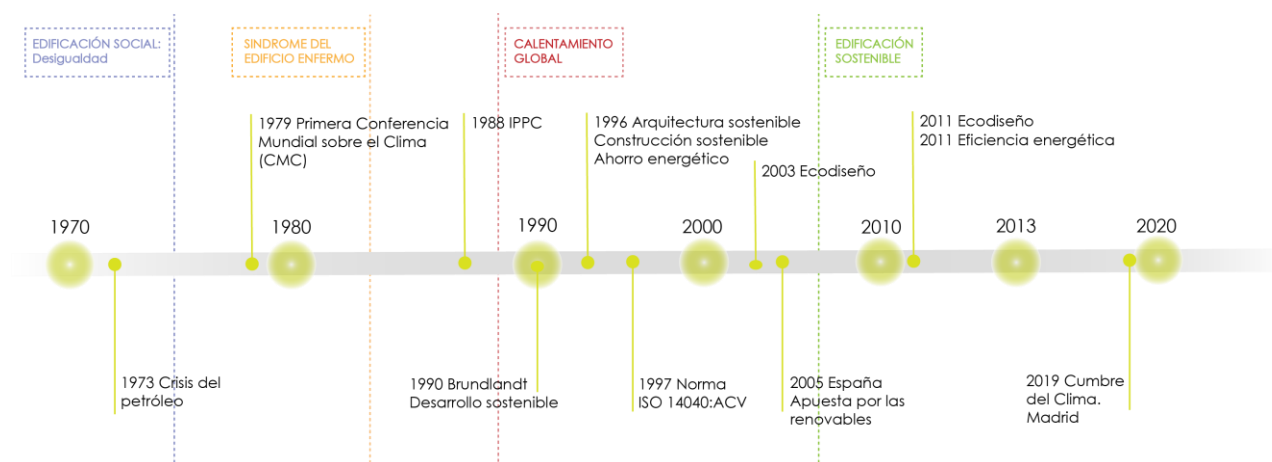 EDIFICACIÓN SOCIAL:
Desigualdad
SINDROME DEL
EDIFICIO ENFERMO
CALENTAMIENTO
GLOBAL
EDIFICACIÓN
SOSTENIBLE
1979 Primera Conferencia
Mundial sobre el Clima
(CMC)
1988 IPPC
1996 Arquitectura sostenible
Construcción sostenible
Ahorro energético
2003 Ecodiseño
2011 Ecodiseño
2011 Eficiencia energética
1970
1980
1990
2000
2010
2013
2020
1973 Crisis del
petróleo
1990 Brundlandt
Desarrollo sostenible
1997 Norma
ISO 14040:ACV
2005 España
Apuesta por las
renovables
2019 Cumbre
del Clima.
Madrid